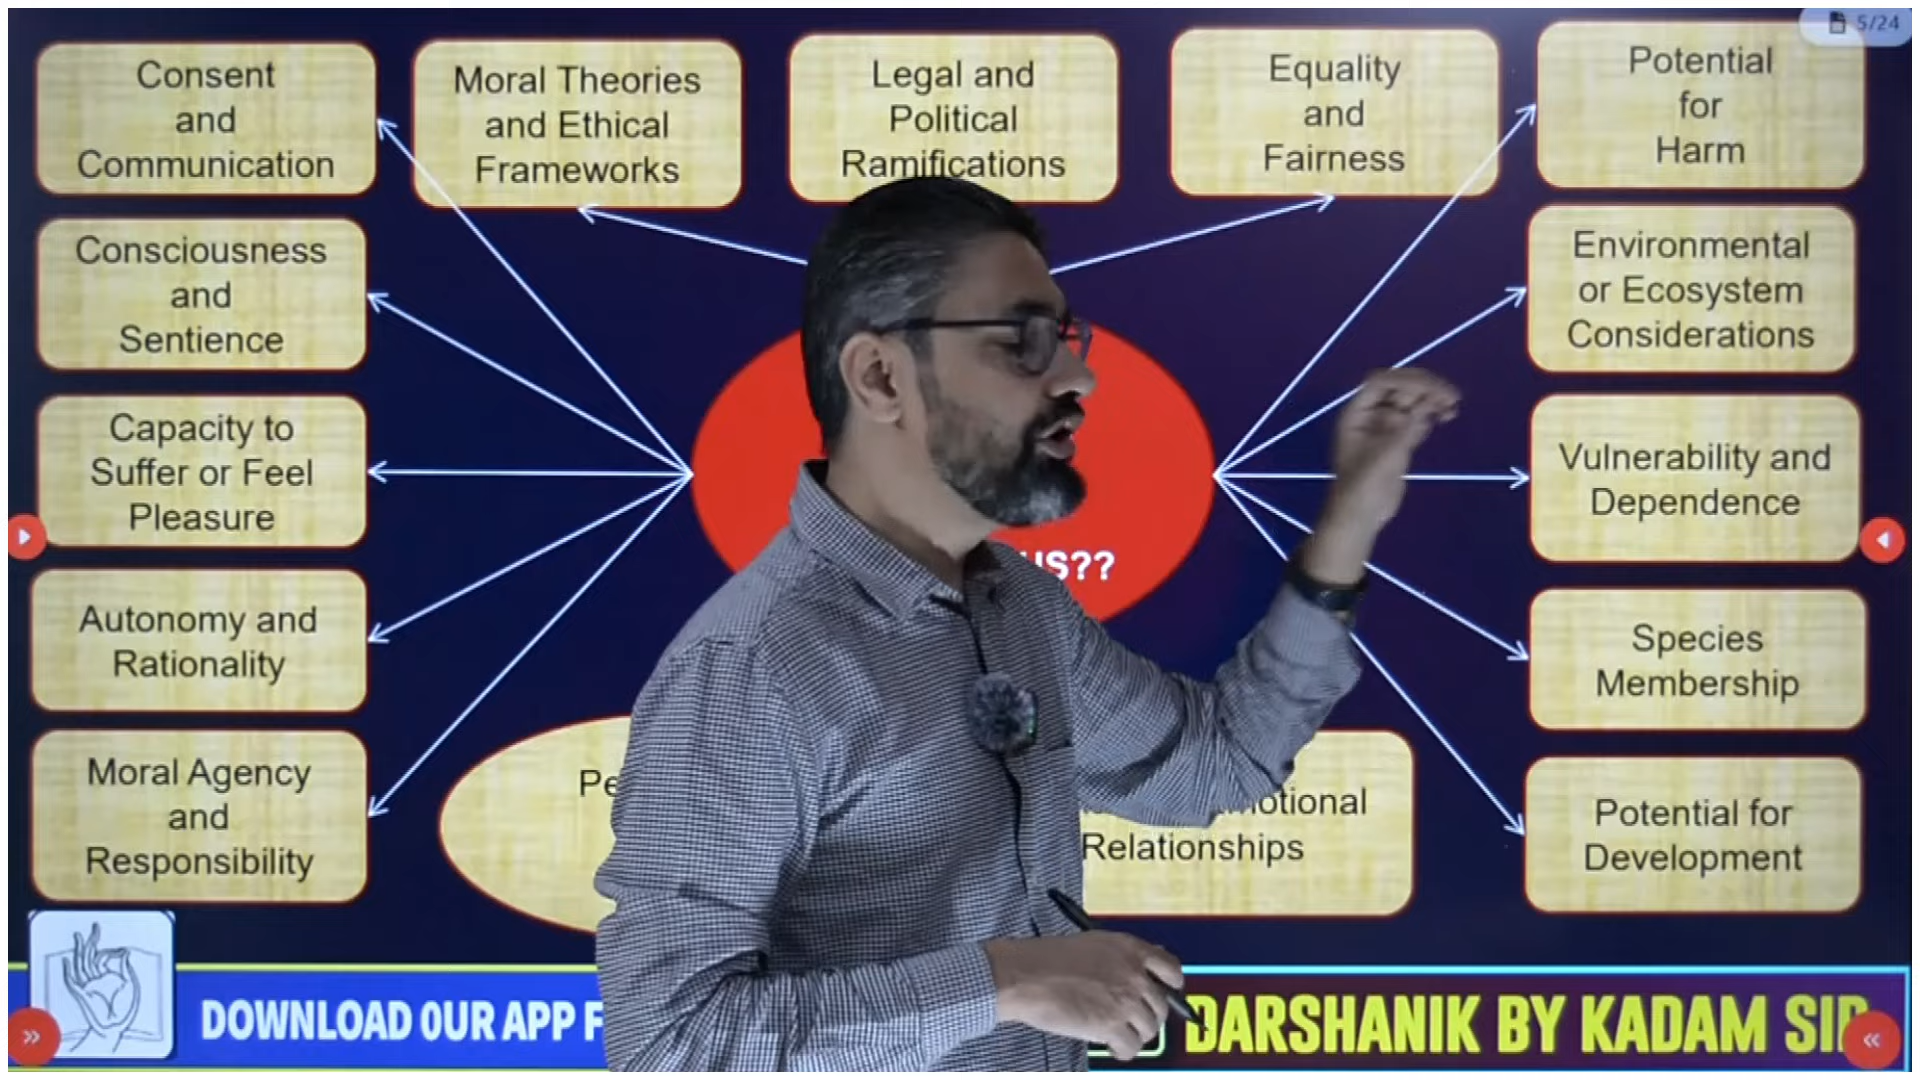 5/24
Consent
and
Communication
Moral Theories
and Ethical
Frameworks
Legal and
Political
Ramifications
Equality
and
Fairness
Potential
for
Harm
Consciousness
and
Sentience
Environmental
or Ecosystem
Considerations
Capacity to
Suffer or Feel
Pleasure
Vulnerability and
Dependence
Autonomy and
Rationality
Species
Membership
Moral Agency
and
Responsibility
Relationships
Potential for
Development
DOWNLOAD OUR APP
DARSHANIK BY KADAM SIR